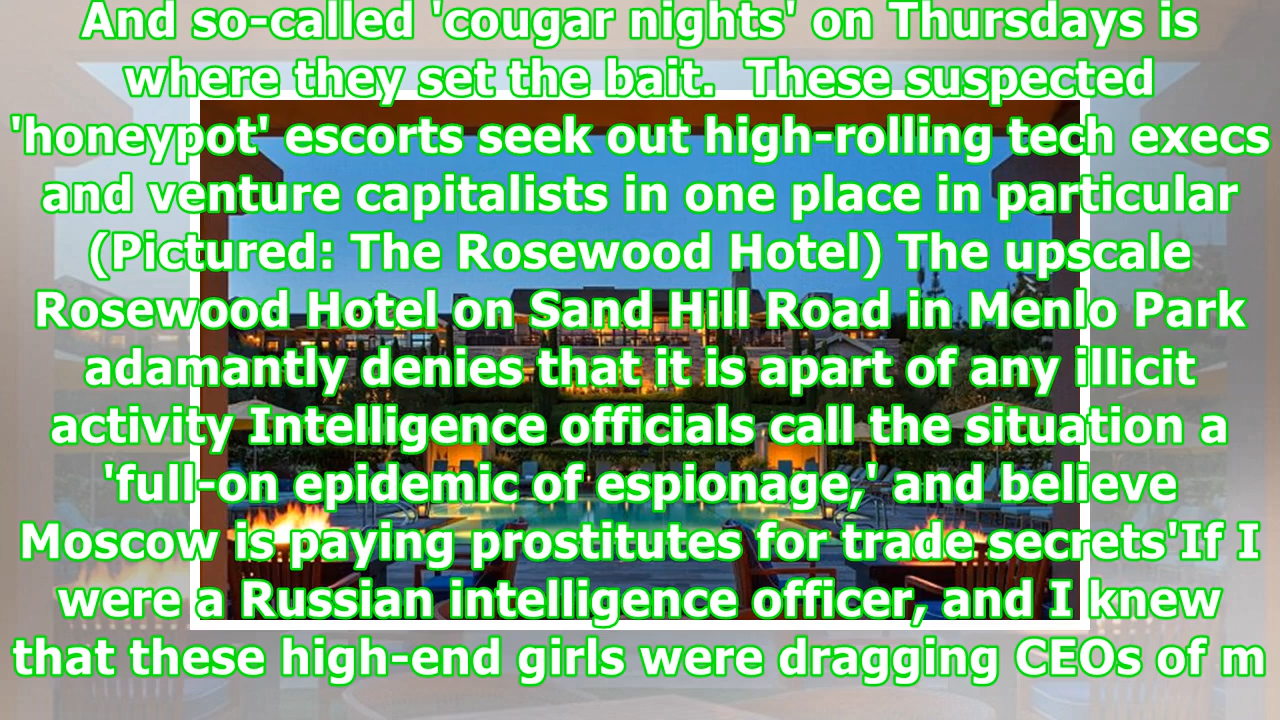 And so-called 'cougar nights' on Thursdays is
where they set the bait.  These suspected
'honeypot' escorts seek out high-rolling tech execs
and venture capitalists in one place in particular
(Pictured: The Rosewood Hotel) The upscale
Rosewood Hotel on Sand Hill Road in Menlo Park
adamantly denies that it is apart of any illicit
activity Intelligence officials call the situation a
'full-on epidemic of espionage,' and believe
Moscow is paying prostitutes for trade secrets'If I
were a Russian intelligence officer, and I knew
that these high-end girls were dragging CEOs of m